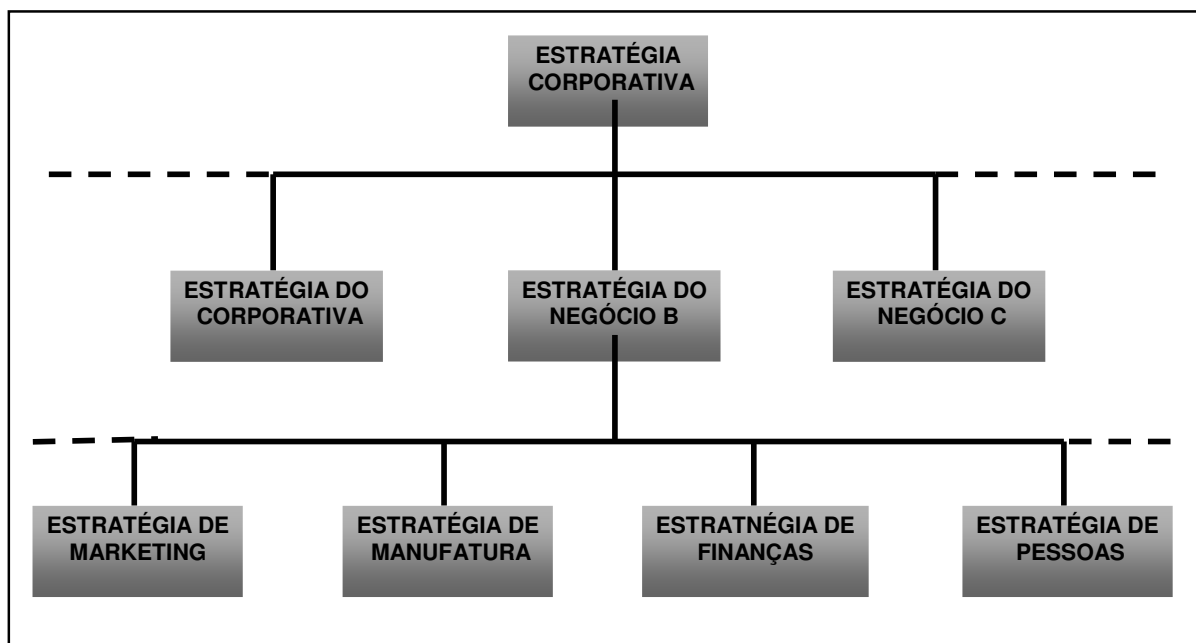 ESTRATÉGIA
CORPORATIVA
ESTRATÉGIA DO
CORPORATIVA
ESTRATÉGIA DO
NEGÓCIO B
ESTRATÉGIA DO
NEGÓCIO C
ESTRATÉGIA DE
MARKETING
ESTRATÉGIA DE
MANUFATURA
ESTRATNÉGIA DE
FINANÇAS
ESTRATÉGIA DE
PESSOAS